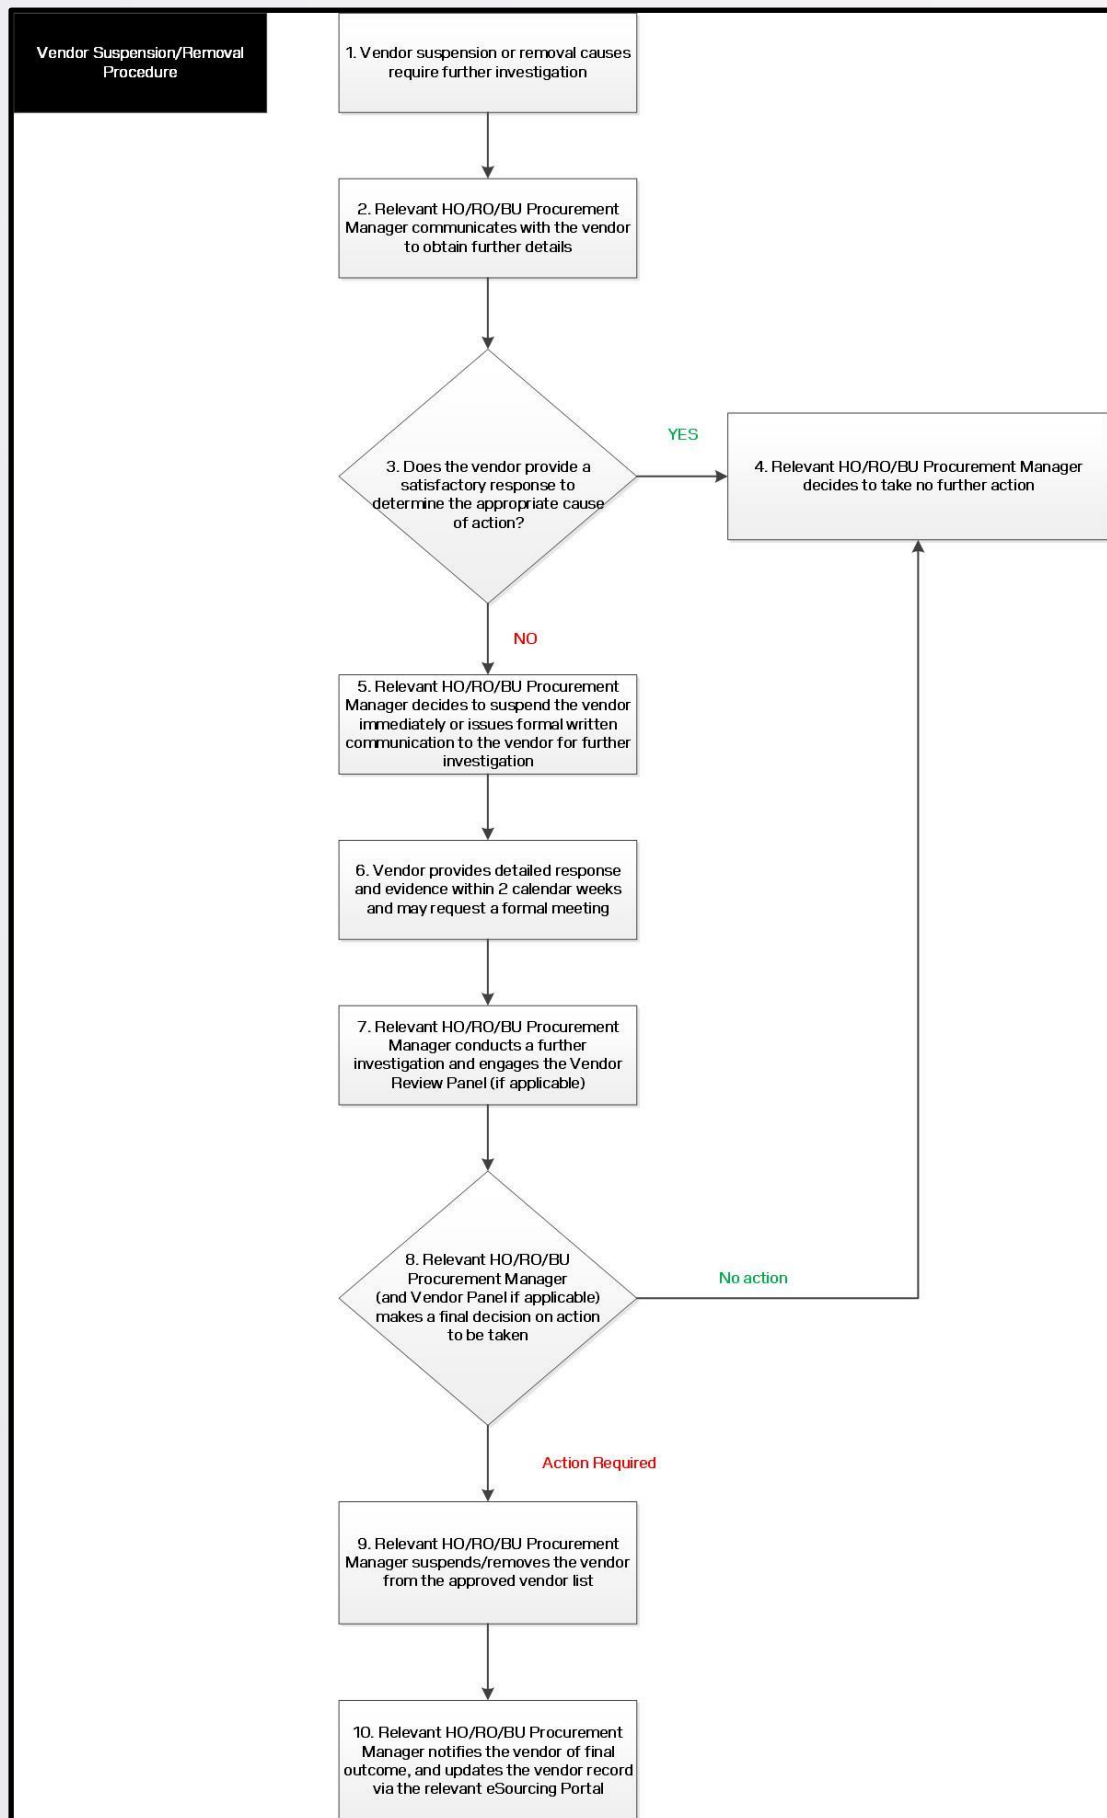 Vendor Suspension/Removal
Procedure
1. Vendor suspension or removal causes
require further investigation
2. Relevant HO/RO/BU Procurement
Manager communicates with the vendor
to obtain further details
3. Does the vendor provide a
satisfactory response to
determine the appropriate cause
of action?
YES
4. Relevant HO/RO/BU Procurement Manager
decides to take no further action
NO
5. Relevant HO/RO/BU Procurement
Manager decides to suspend the vendor
immediately or issues formal written
communication to the vendor for further
investigation
6. Vendor provides detailed response
and evidence within 2 calendar weeks
and may request a formal meeting
7. Relevant HO/RO/BU Procurement
Manager conducts a further
investigation and engages the Vendor
Review Panel (if applicable)
8. Relevant HO/RO/BU
Procurement Manager
(and Vendor Panel if applicable)
makes a final decision on action
to be taken
No action
Action Required
9. Relevant HO/RO/BU Procurement
Manager suspends/removes the vendor
from the approved vendor list
10. Relevant HO/RO/BU Procurement
Manager notifies the vendor of final
outcome, and updates the vendor record
via the relevant eSourcing Portal